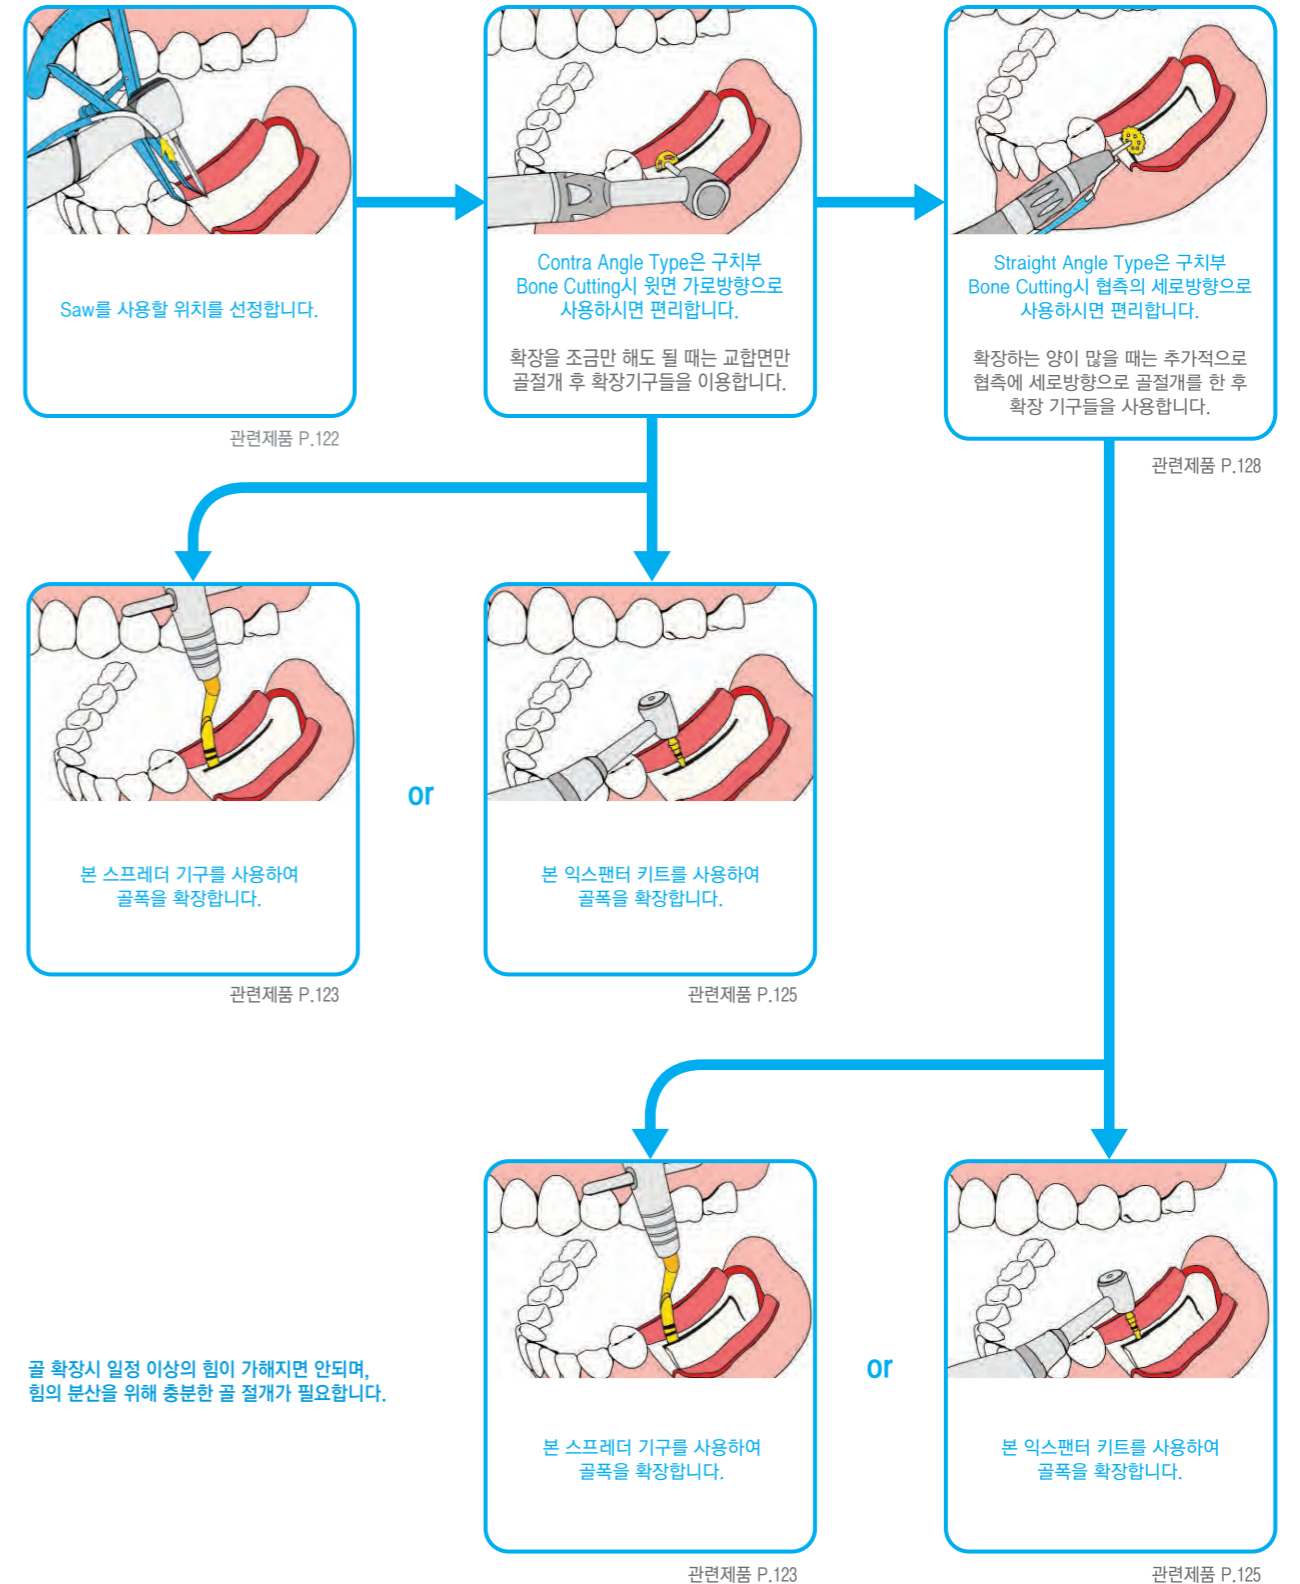 Saw를 사용할 위치를 선정합니다.
관련제품 P.122
Contra Angle Type은 구치부
Bone Cutting시 윗면 가로방향으로
사용하시면 편리합니다.
확장을 조금만 해도 될 때는 교합면만
골절개 후 확장기구들을 이용합니다.
Straight Angle Type은 구치부
Bone Cutting시 협측의 세로방향으로
사용하시면 편리합니다.
확장하는 양이 많을 때는 추가적으로
협측에 세로방향으로 골절개를 한 후
확장 기구들을 사용합니다.
관련제품 P.128
본 스프레더 기구를 사용하여
골폭을 확장합니다.
관련제품 P.123
or
본 익스팬터 키트를 사용하여
골폭을 확장합니다.
관련제품 P.125
골 확장시 일정 이상의 힘이 가해지면 안되며,
힘의 분산을 위해 충분한 골 절개가 필요합니다.
본 스프레더 기구를 사용하여
골폭을 확장합니다.
관련제품 P.123
or
본 익스팬터 키트를 사용하여
골폭을 확장합니다.
관련제품 P.125